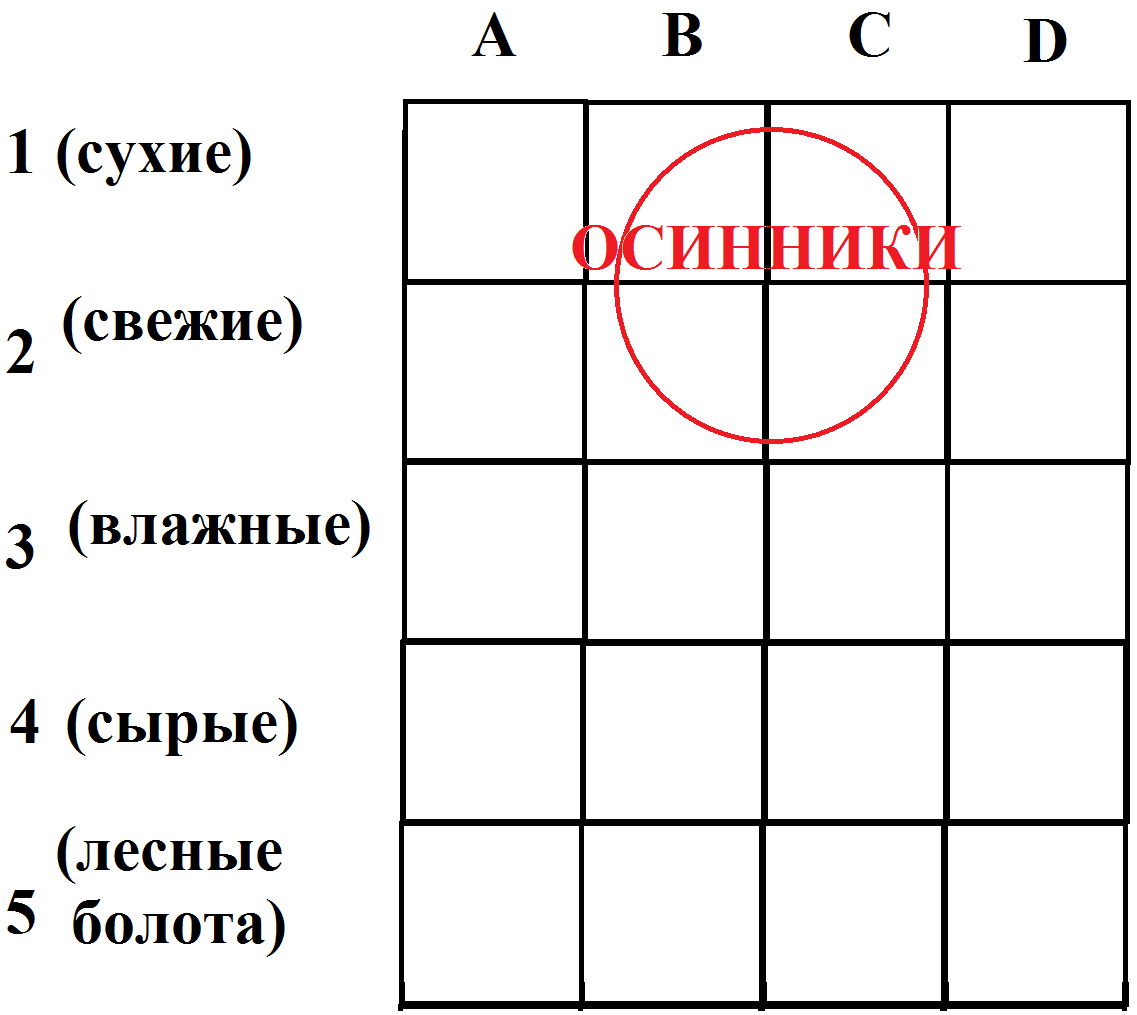 A B C D
1 (сухие)
ОСИННИКИ
2 (свежие)
3 (влажные)
4 (сырые)
(лесные
5 болота)